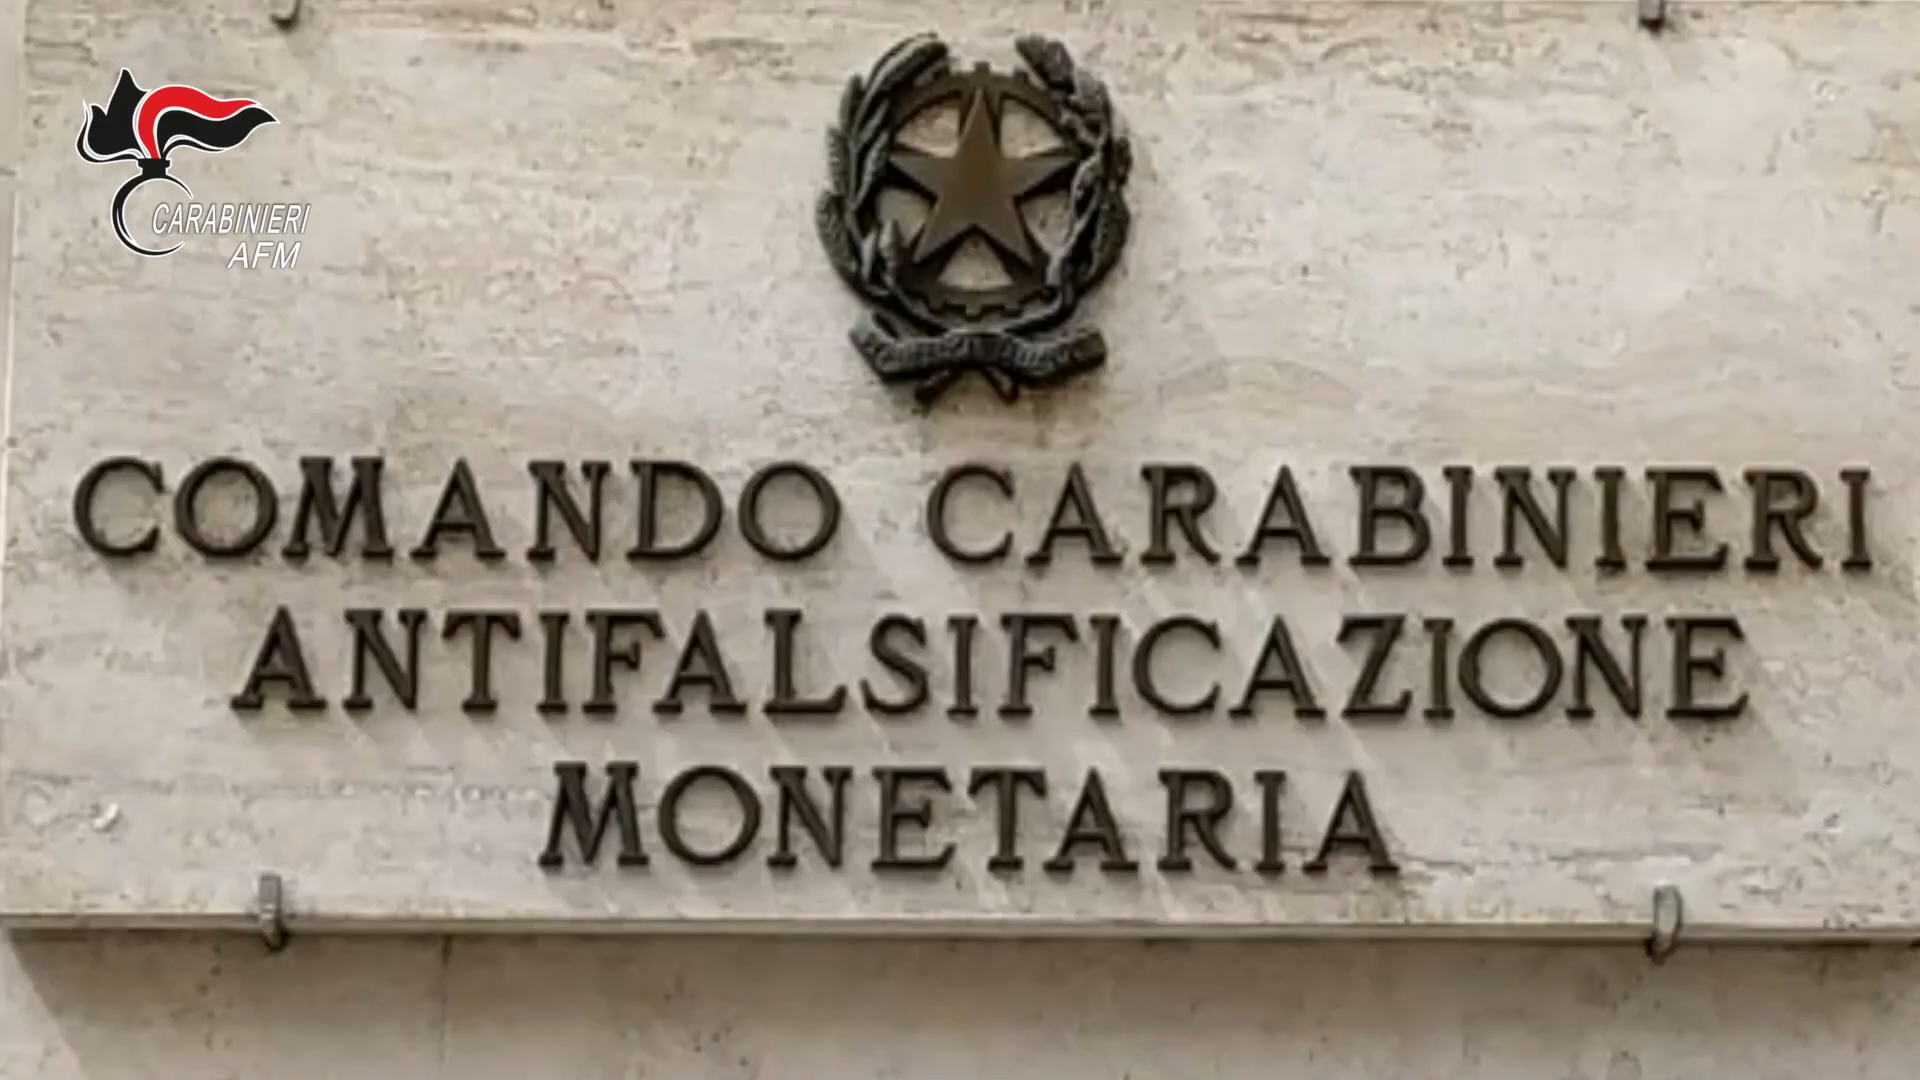 CARABINIERI
AFM
COMANDO CARABINIERI
ANTIFALSIFICAZIONE
MONETARIA